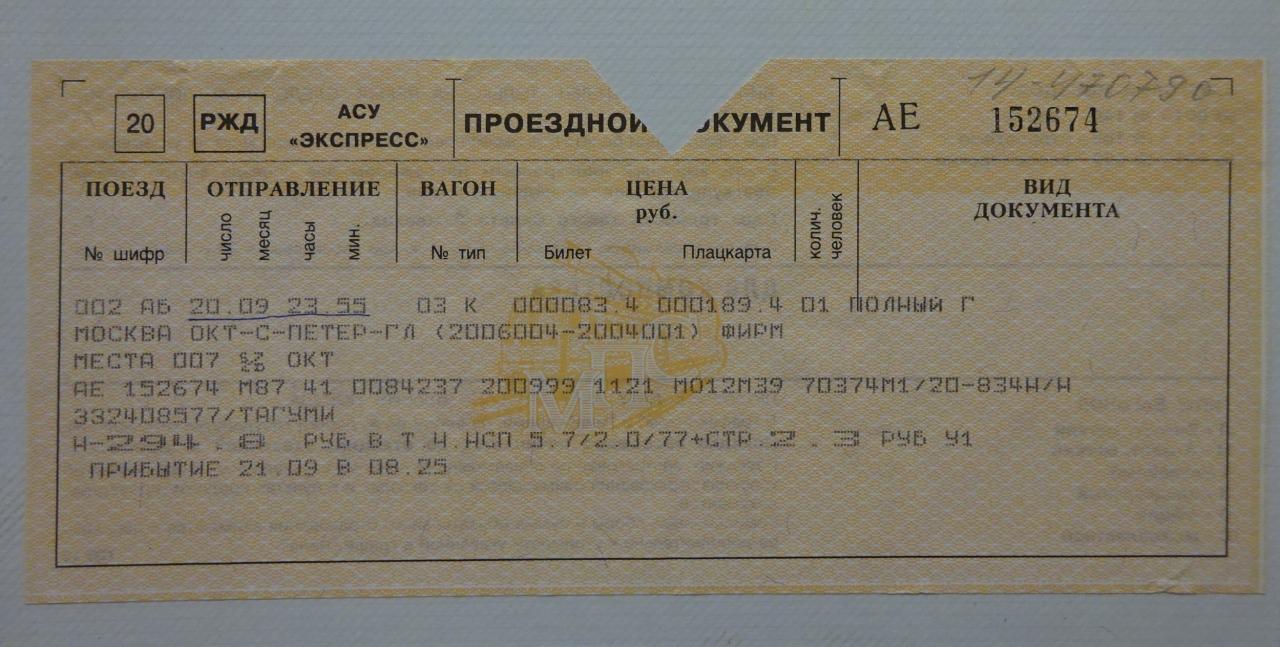 14-470790
20 РЖД АСУ «ЭКСПРЕСС» ПРОЕЗДНОЙ ДОКУМЕНТ АЕ 152674
ПОЕЗД ОТПРАВЛЕНИЕ ВАГОН ЦЕНА руб. ВИД ДОКУМЕНТА
№ шифр число месяц часы мин. № тип Билет Плацкарта колич. человек
002 АБ 20.09 23.55 03 К 000083.4 000189.4 01 ПОЛНЫЙ Г
МОСКВА ОКТ-С-ПЕТЕР-ГЛ (2006004-2004001) ФИРМ
МЕСТА 007 ОКТ
АЕ 152674 М87 41 0084237 200999 1121 М012М39 70374М1/20-834Н/Н
332408577/ТАГУМИ
Н-294.8 РУБ В Т.Ч.НСП 5.7/2.0/77+СТР.2.3 РУБ У1
ПРИБЫТИЕ 21.09 В 08.25
МПС